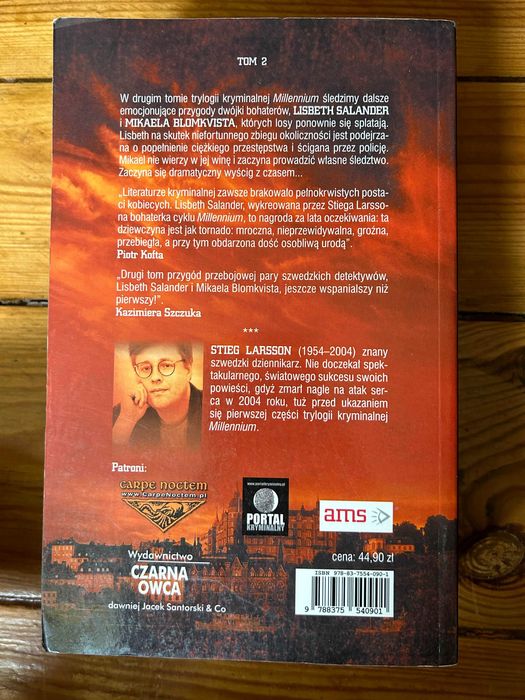 TOM 2
W drugim tomie trylogii kryminalnej Millennium śledzimy dalsze
emocjonujące przygody dwójki bohaterów, LISBETH SALANDER
i MIKAELA BLOMKVISTA, których losy ponownie się splatają.
Lisbeth na skutek niefortunnego zbiegu okoliczności jest podejrza-
na o popełnienie ciężkiego przestępstwa i ścigana przez policję.
Mikael nie wierzy w jej winę i zaczyna prowadzić własne śledztwo.
Zaczyna się dramatyczny wyścig z czasem...
„Literaturze kryminalnej zawsze brakowało pełnokrwistych posta-
ci kobiecych. Lisbeth Salander, wykreowana przez Stiega Larsso-
na bohaterka cyklu Millennium, to nagroda za lata oczekiwania: ta
dziewczyna jest jak tornado: mroczna, nieprzewidywalna, groźna,
przebiegła, a przy tym obdarzona dość osobliwą urodą”.
Piotr Kofta
„Drugi tom przygód przebojowej pary szwedzkich detektywów,
Lisbeth Salander i Mikaela Blomkvista, jeszcze wspanialszy niż
pierwszy!”.
Kazimiera Szczuka
***
STIEG LARSSON (1954–2004) znany
szwedzki dziennikarz. Nie doczekał spek-
takularnego, światowego sukcesu swoich
powieści, gdyż zmarł nagle na atak ser-
ca w 2004 roku, tuż przed ukazaniem
się pierwszej części trylogii kryminalnej
Millennium.
Patroni:
CARPE NOCTEM
www.CarpeNoctem.pl
www.portalkryminalny.pl
PORTAL
KRYMINALNY
ams
Wydawnictwo
CZARNA
OWCA
dawniej Jacek Santorski & Co
cena: 44,90 zł
ISBN 978-83-7554-090-1
9 788375 540901